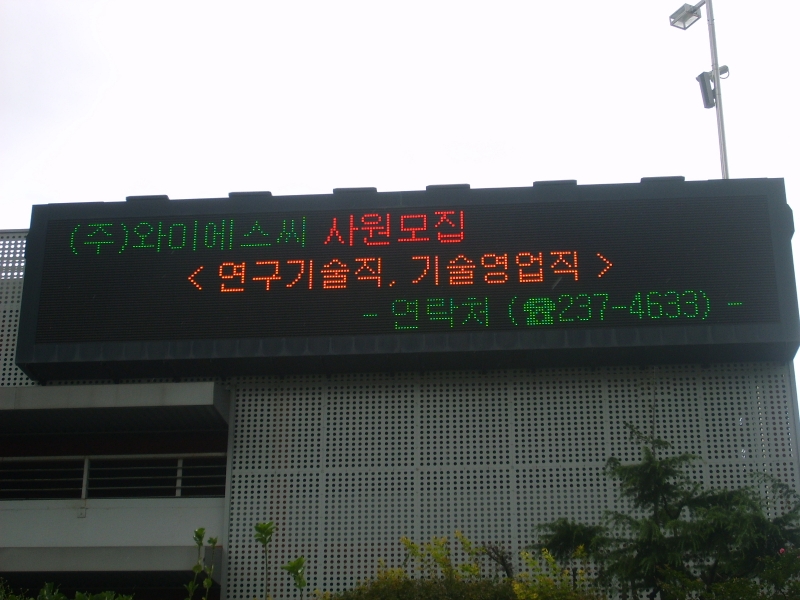 (주)와미에스씨 사원모집
< 연구기술직, 기술영업직 >
- 연락처 (☎237-4633) -